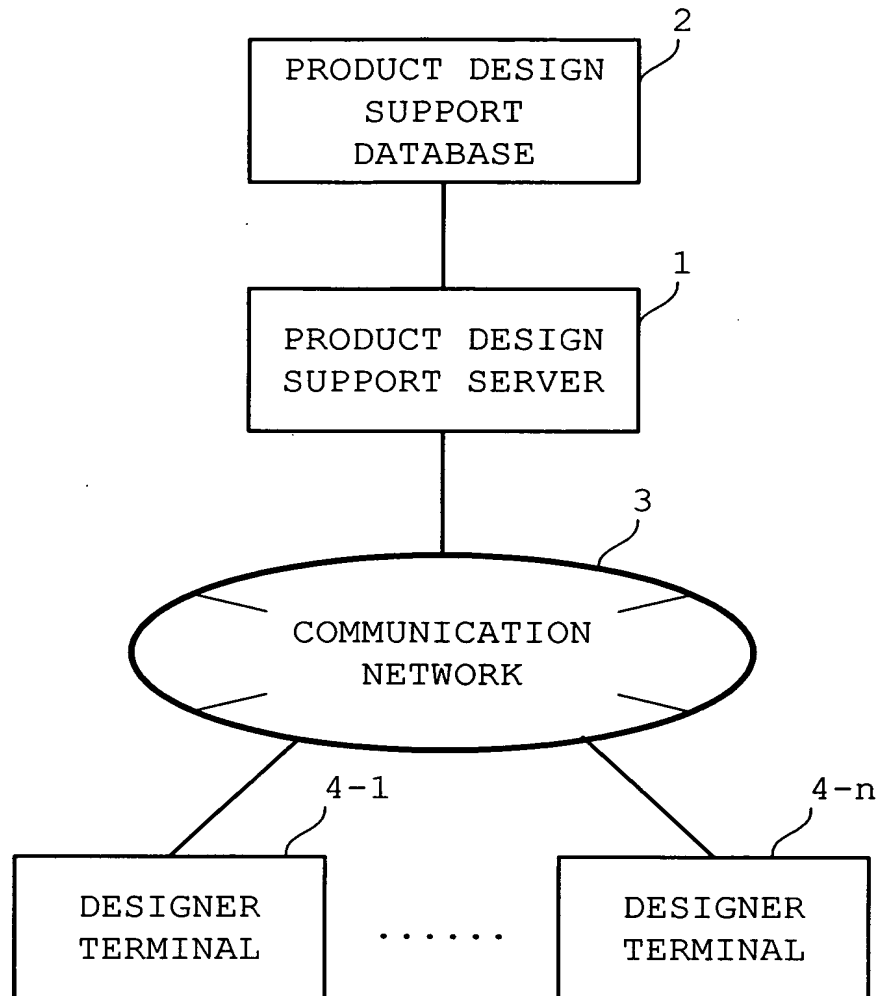 2
PRODUCT DESIGN
SUPPORT
DATABASE
1
PRODUCT DESIGN
SUPPORT SERVER
3
COMMUNICATION
NETWORK
4-1
4-n
DESIGNER
TERMINAL
......
DESIGNER
TERMINAL